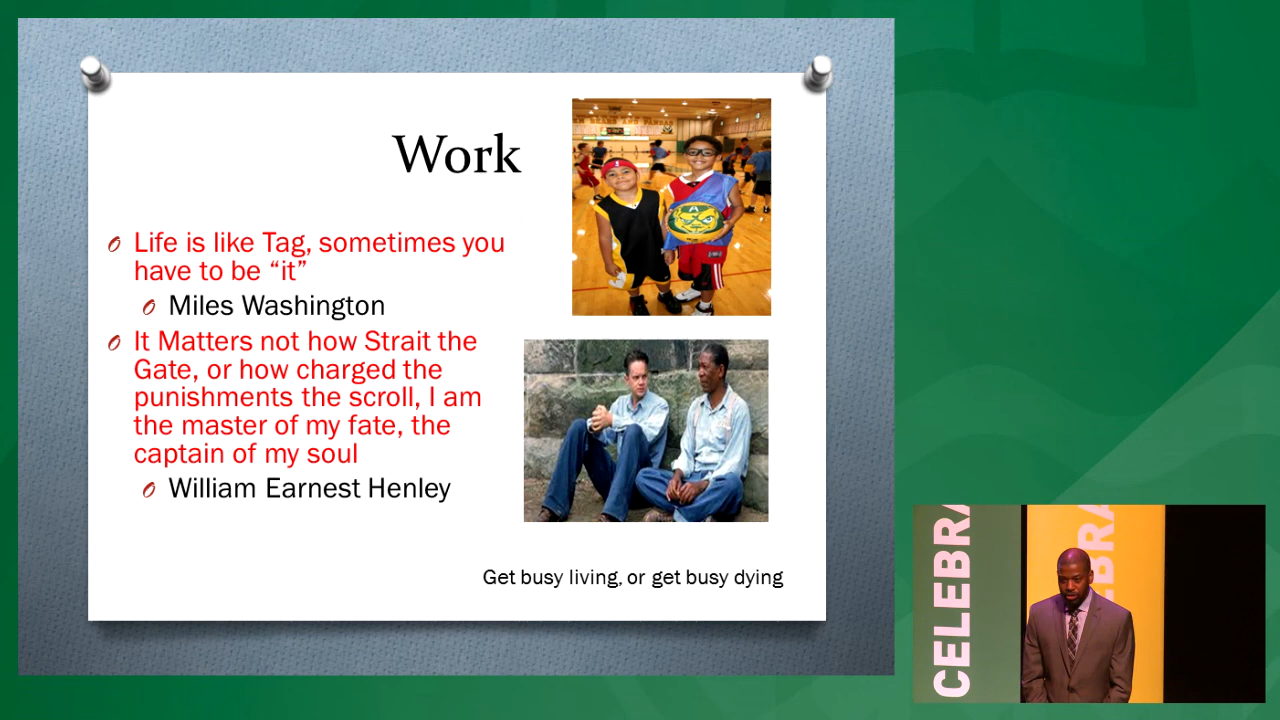 Work
Life is like Tag, sometimes you
have to be “it”
Miles Washington
It Matters not how Strait the
Gate, or how charged the
punishments the scroll, I am
the master of my fate, the
captain of my soul
William Earnest Henley
Get busy living, or get busy dying
CELEBRA
EBRA